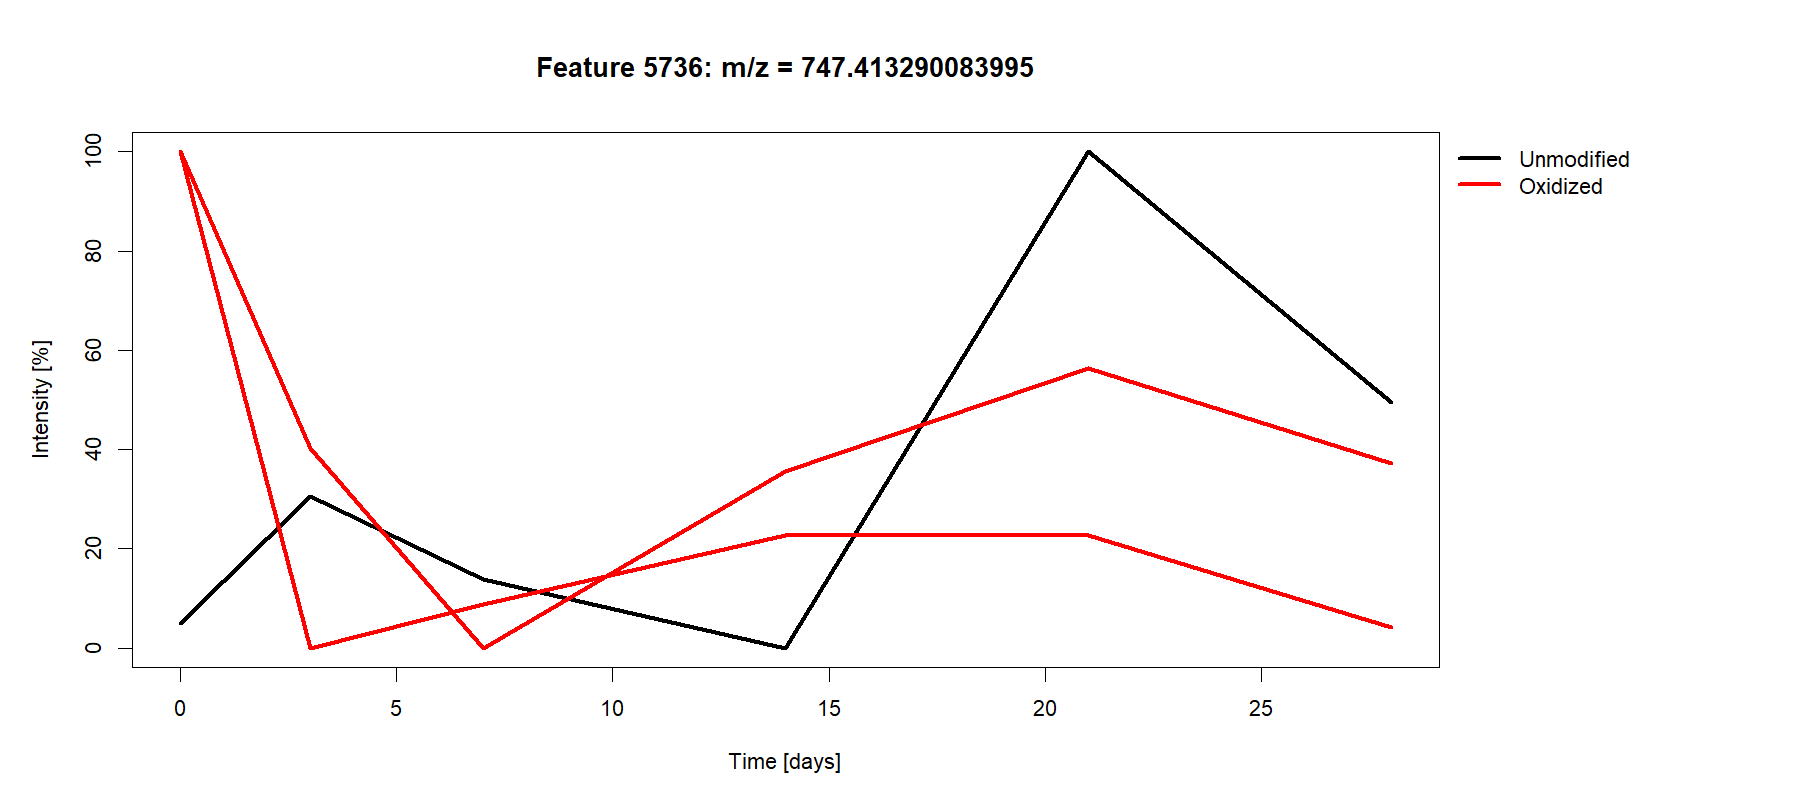 Feature 5736: m/z = 747.413290083995
Unmodified
Oxidized
Intensity [%]
100
80
60
40
20
0
0 5 10 15 20 25
Time [days]